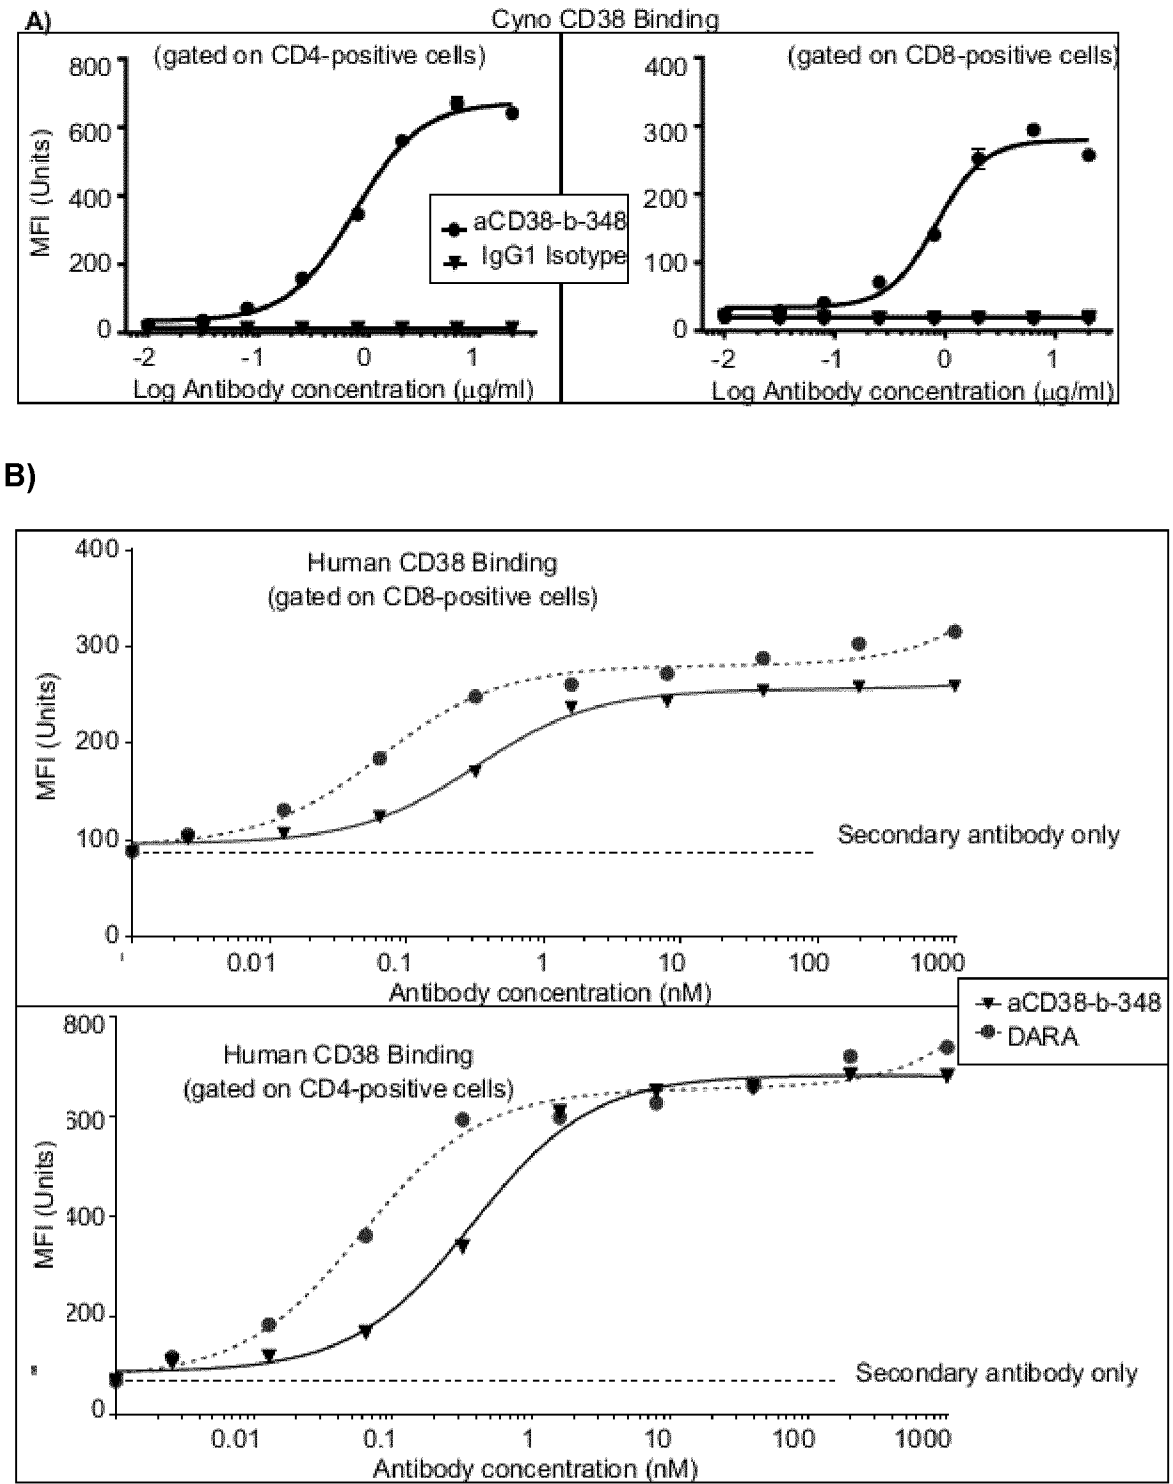 A)
Cyno CD38 Binding
(gated on CD4-positive cells)
800
600
400
200
0
MFI (Units)
-2 -1 0 1
Log Antibody concentration (µg/ml)
aCD38-b-348
IgG1 Isotype
(gated on CD8-positive cells)
400
300
200
100
0
-2 -1 0 1
Log Antibody concentration (µg/ml)
B)
Human CD38 Binding
(gated on CD8-positive cells)
400
300
200
100
0
MFI (Units)
Secondary antibody only
0.01 0.1 1 10 100 1000
Antibody concentration (nM)
aCD38-b-348
DARA
Human CD38 Binding
(gated on CD4-positive cells)
800
600
400
200
0
MFI (Units)
Secondary antibody only
0.01 0.1 1 10 100 1000
Antibody concentration (nM)